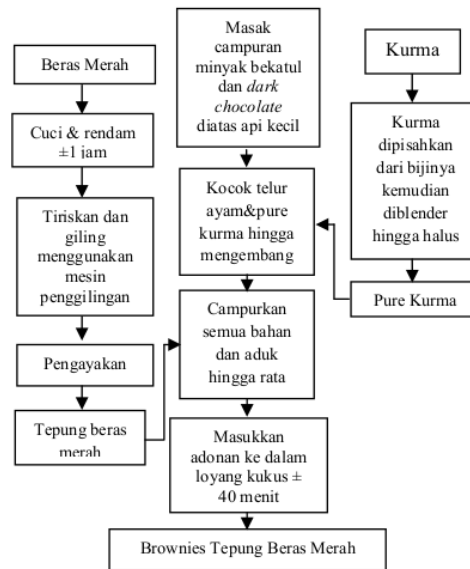 Beras Merah
Cuci & rendam
±1 jam
Tiriskan dan
giling
menggunakan
mesin
penggilingan
Pengayakan
Tepung beras
merah
Masak
campuran
minyak bekatul
dan dark
chocolate
diatas api kecil
Kocok telur
ayam&pure
kurma hingga
mengembang
Campurkan
semua bahan
dan aduk
hingga rata
Masukkan
adonan ke dalam
loyang kukus ±
40 menit
Brownies Tepung Beras Merah
Kurma
Kurma
dipisahkan
dari bijinya
kemudian
diblender
hingga halus
Pure Kurma